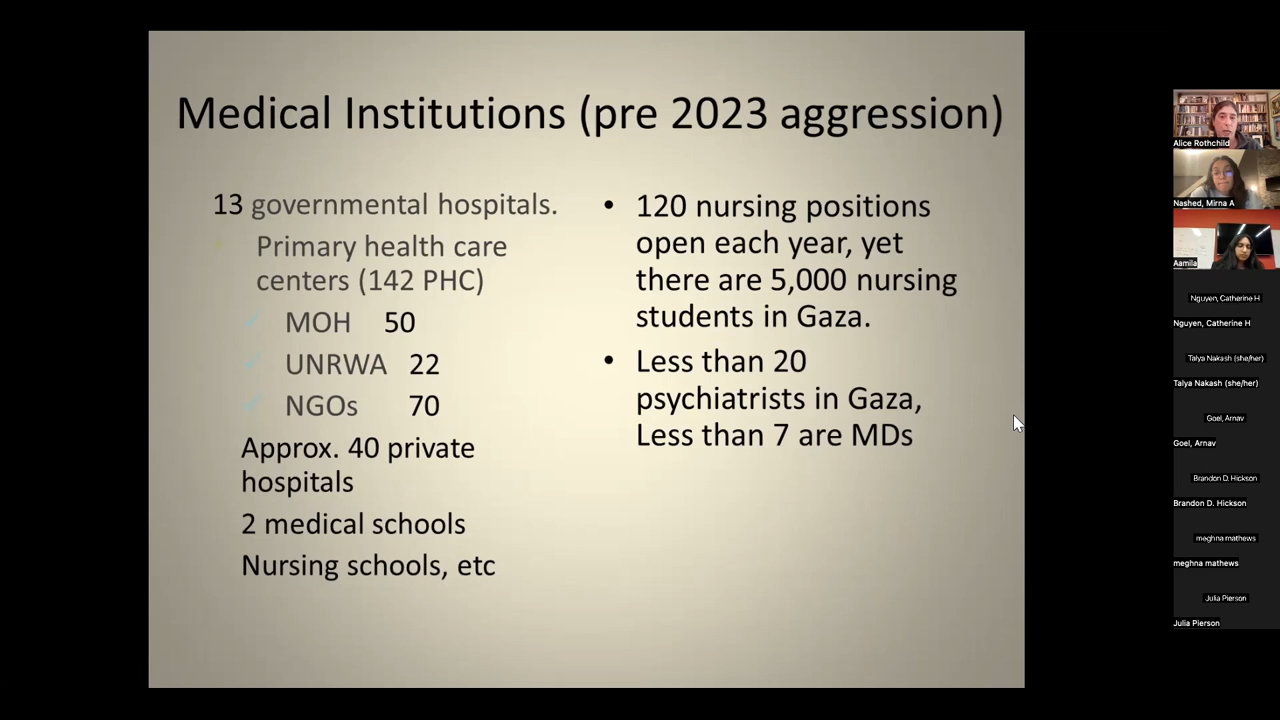 Medical Institutions (pre 2023 aggression)
13 governmental hospitals.
Primary health care
centers (142 PHC)
MOH 50
UNRWA 22
NGOs 70
Approx. 40 private
hospitals
2 medical schools
Nursing schools, etc
• 120 nursing positions
open each year, yet
there are 5,000 nursing
students in Gaza.
• Less than 20
psychiatrists in Gaza,
Less than 7 are MDs
Alice Rothchild
Nashed, Mirna A
Aamila
Nguyen, Catherine H
Nguyen, Catherine H
Talya Nakash (she/her)
Talya Nakash (she/her)
Goel, Arnav
Goel, Arnav
Brandon D. Hickson
Brandon D. Hickson
meghna mathews
meghna mathews
Julia Pierson
Julia Pierson